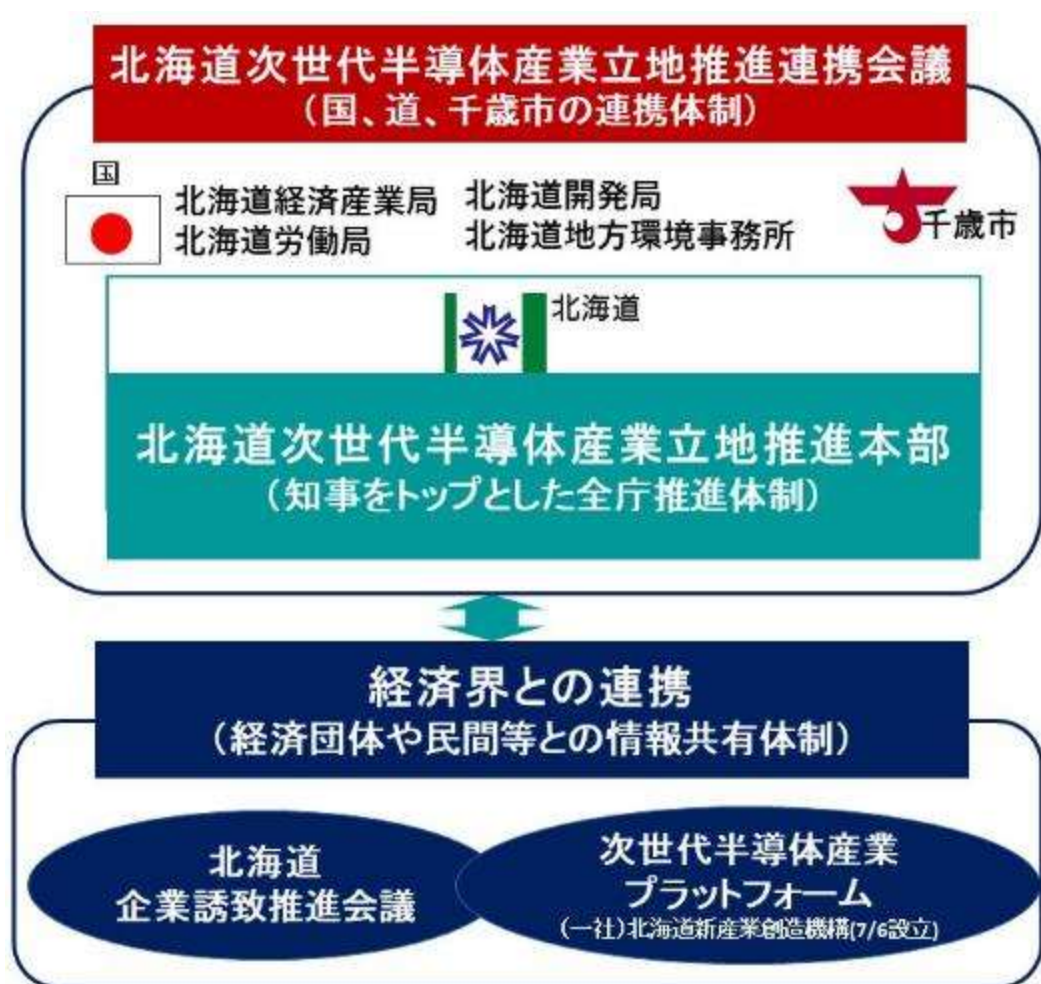 北海道次世代半導体産業立地推進連携会議
(国、道、千歳市の連携体制)
国
北海道経済産業局 北海道開発局
北海道労働局 北海道地方環境事務所
千歳市
北海道
北海道次世代半導体産業立地推進本部
(知事をトップとした全庁推進体制)
経済界との連携
(経済団体や民間等との情報共有体制)
北海道
企業誘致推進会議
次世代半導体産業
プラットフォーム
(一社)北海道新産業創造機構(7/6設立)